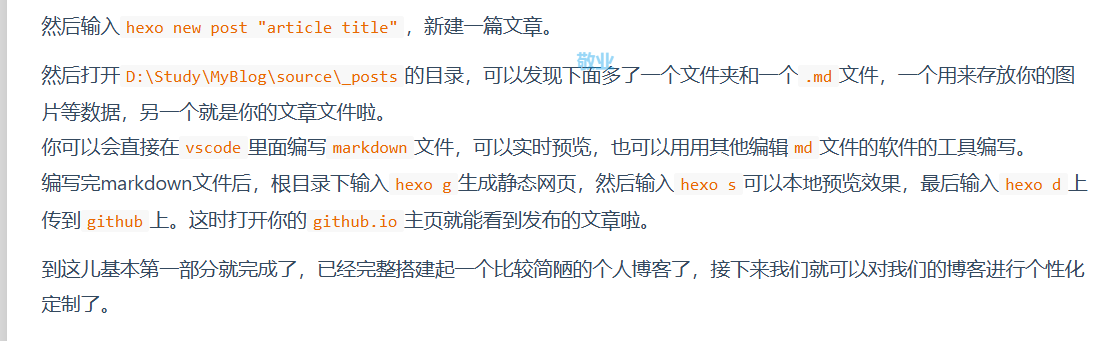 然后输入 hexo new post "article title" ，新建一篇文章。
敬业
然后打开 D:\Study\MyBlog\source\_posts 的目录，可以发现下面多了一个文件夹和一个 .md 文件，一个用来存放你的图
片等数据，另一个就是你的文章文件啦。
你可以会直接在 vscode 里面编写 markdown 文件，可以实时预览，也可以用用其他编辑 md 文件的软件的工具编写。
编写完markdown文件后，根目录下输入 hexo g 生成静态网页，然后输入 hexo s 可以本地预览效果，最后输入 hexo d 上
传到 github 上。这时打开你的 github.io 主页就能看到发布的文章啦。
到这儿基本第一部分就完成了，已经完整搭建起一个比较简陋的个人博客了，接下来我们就可以对我们的博客进行个性化
定制了。